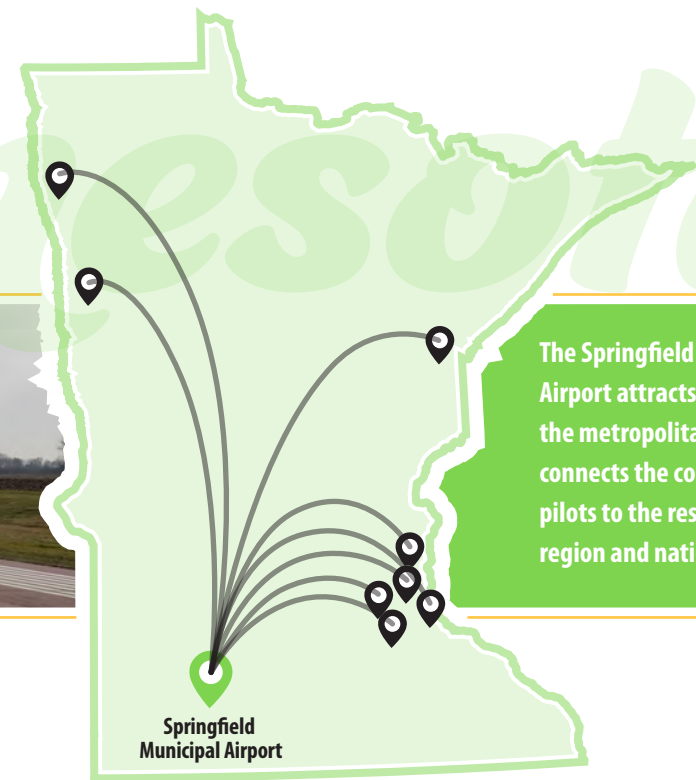 esot
The Springfield
Airport attracts
the metropolita
connects the co
pilots to the res
region and nati
Springfield
Municipal Airport